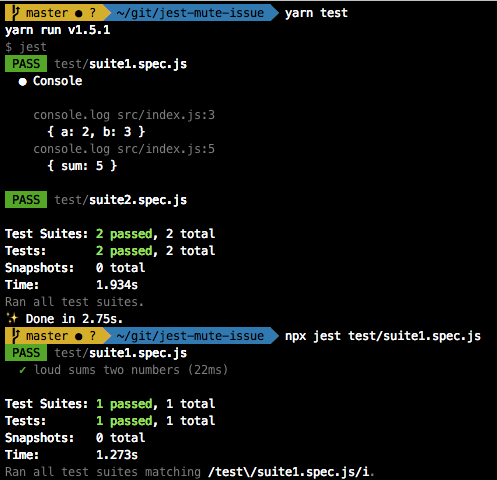 master ● ? ~/git/jest-mute-issue yarn test
yarn run v1.5.1
$ jest
PASS test/suite1.spec.js
● Console
console.log src/index.js:3
{ a: 2, b: 3 }
console.log src/index.js:5
{ sum: 5 }
PASS test/suite2.spec.js
Test Suites: 2 passed, 2 total
Tests: 2 passed, 2 total
Snapshots: 0 total
Time: 1.934s
Ran all test suites.
✨ Done in 2.75s.
master ● ? ~/git/jest-mute-issue npx jest test/suite1.spec.js
PASS test/suite1.spec.js
✓ loud sums two numbers (22ms)
Test Suites: 1 passed, 1 total
Tests: 1 passed, 1 total
Snapshots: 0 total
Time: 1.273s
Ran all test suites matching /test\/suite1.spec.js/i.